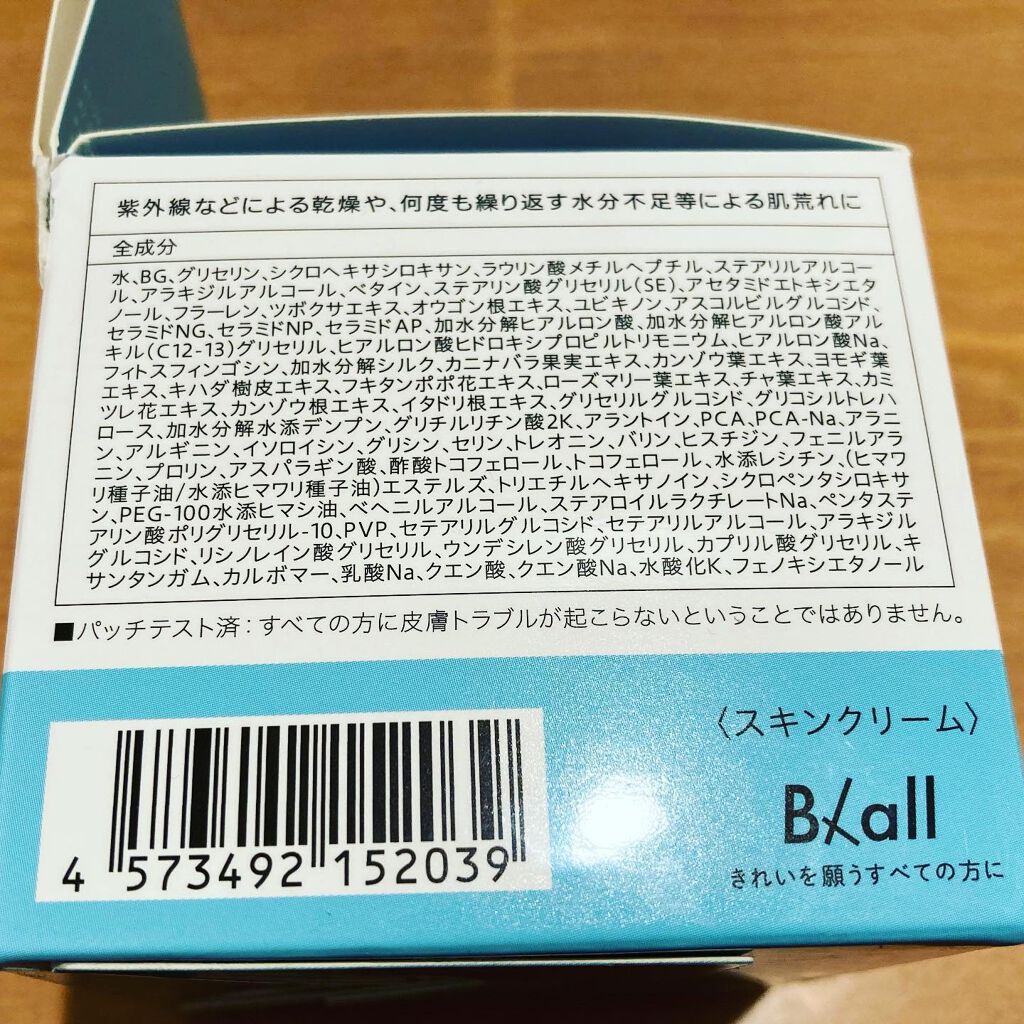 紫外線などによる乾燥や、何度も繰り返す水分不足等による肌荒れに
全成分
水、BG、グリセリン、シクロヘキサシロキサン、ラウリン酸メチルヘプチル、ステアリルアルコー
ル、アラキジルアルコール、ベタイン、ステアリン酸グリセリル(SE)、アセタミドエトキシエタ
ノール、フラーレン、ツボクサエキス、オウゴン根エキス、ユビキノン、アスコルビルグルコシド、
セラミドNG、セラミドNP、セラミドAP、加水分解ヒアルロン酸、加水分解ヒアルロン酸アル
キル(C12-13)グリセリル、ヒアルロン酸ヒドロキシプロピルトリモニウム、ヒアルロン酸Na、
フィトスフィンゴシン、加水分解シルク、カニナバラ果実エキス、カンゾウ葉エキス、ヨモギ葉
エキス、キハダ樹皮エキス、フキタンポポ花エキス、ローズマリー葉エキス、チャ葉エキス、カミ
ツレ花エキス、カンゾウ根エキス、イタドリ根エキス、グリセリルグルコシド、グリコシルトレハ
ロース、加水分解水添デンプン、グリチルリチン酸2K、アラントイン、PCA、PCA-Na、アラニ
ン、アルギニン、イソロイシン、グリシン、セリン、トレオニン、バリン、ヒスチジン、フェニルアラ
ニン、プロリン、アスパラギン酸、酢酸トコフェロール、トコフェロール、水添レシチン、(ヒマワ
リ種子油/水添ヒマワリ種子油)エステルズ、トリエチルヘキサノイン、シクロペンタシロキサ
ン、PEG-100水添ヒマシ油、ベヘニルアルコール、ステアロイルラクチレートNa、ペンタステ
アリン酸ポリグリセリル-10、PVP、セテアリルグルコシド、セテアリルアルコール、アラキジル
グルコシド、リシノレイン酸グリセリル、ウンデシレン酸グリセリル、カプリル酸グリセリル、キ
サンタンガム、カルボマー、乳酸Na、クエン酸、クエン酸Na、水酸化K、フェノキシエタノール
■パッチテスト済：すべての方に皮膚トラブルが起こらないということではありません。
〈スキンクリーム〉
B all
きれいを願うすべての方に
4 573492 152039